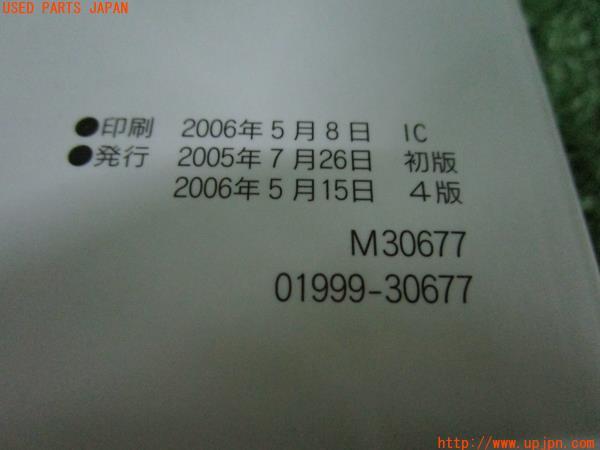 USED PARTS JAPAN
●印刷 2006年5月8日 IC
●発行 2005年7月26日 初版
2006年5月15日 4版
M30677
01999-30677
http://www.upjpn.com/